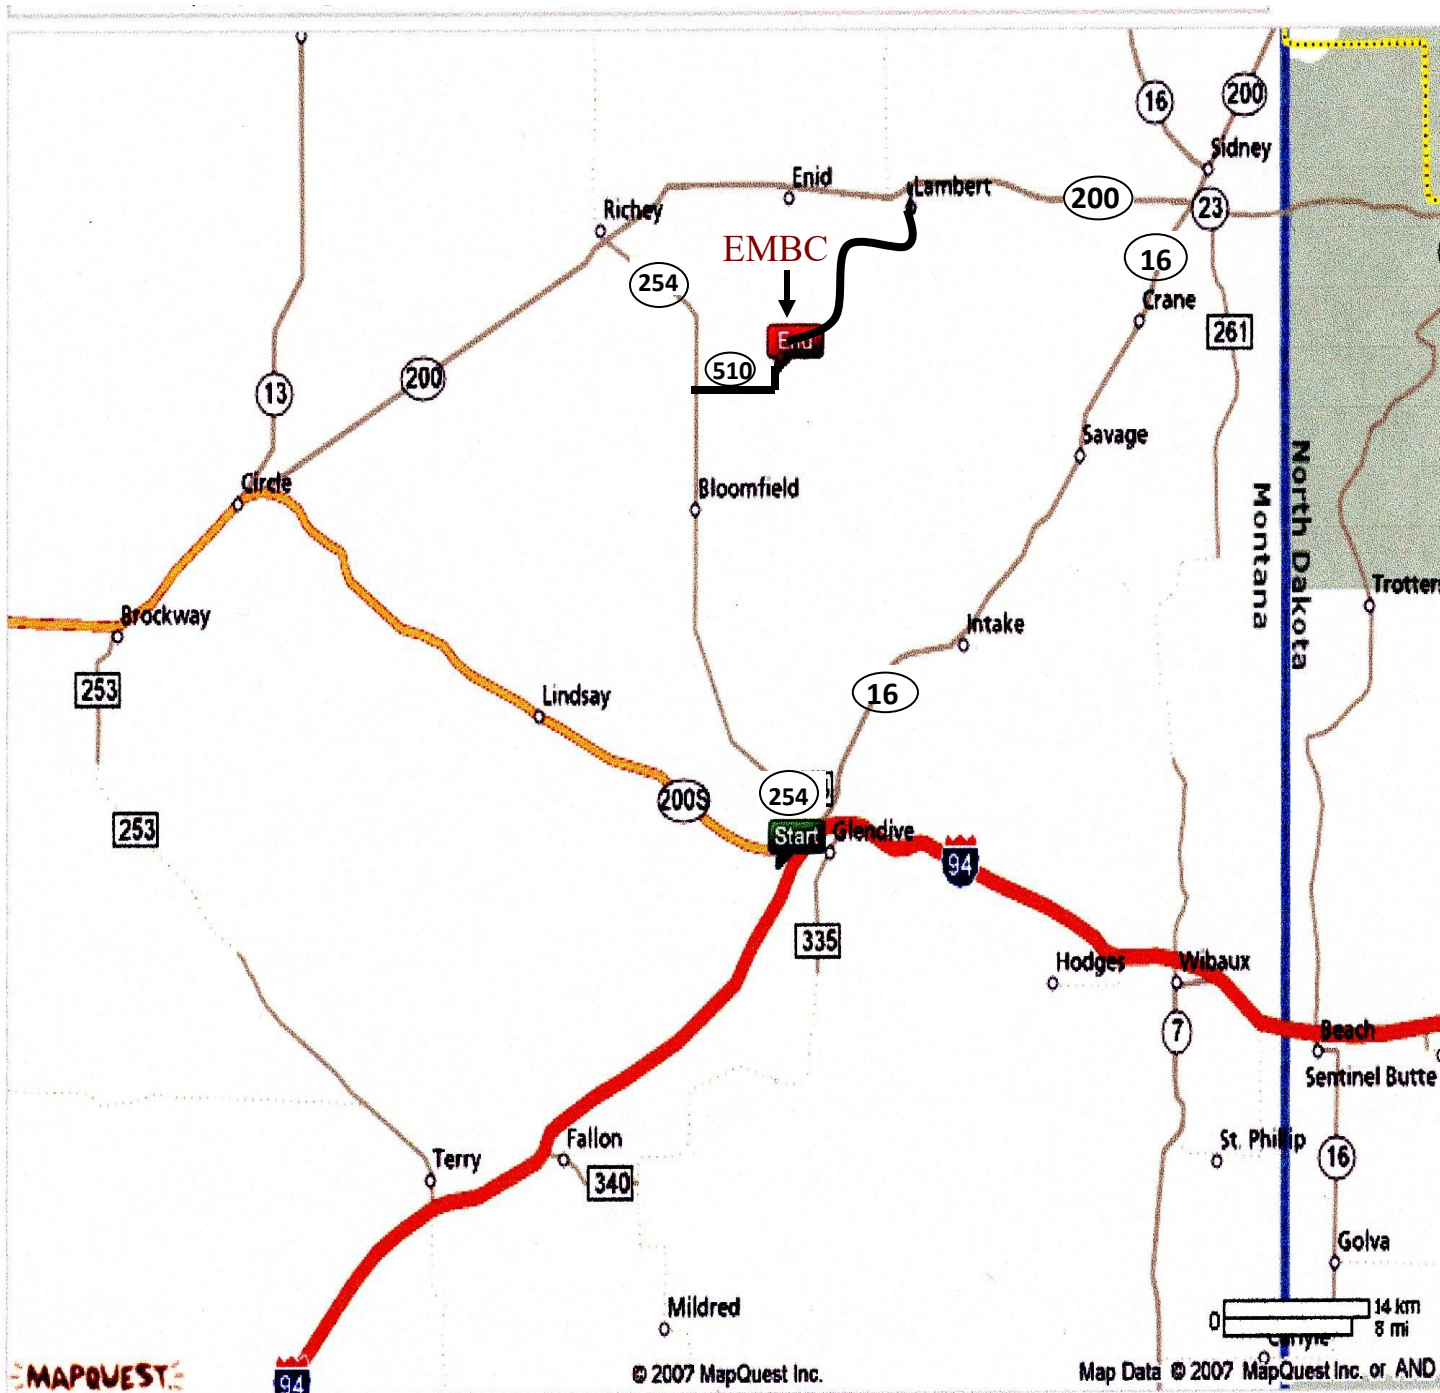 16
200
Sidney
Enid
Lambert
200
23
Richey
EMBC
16
254
Crane
End
261
510
200
13
Savage
North Dakota
Montana
Circle
Bloomfield
Trotters
Brockway
Intake
253
Lindsay
16
200S
254
Start
Glendive
253
94
335
Hodges
Wibaux
7
Beach
Sentinel Butte
Fallon
Terry
340
St. Phillip
16
Golva
Mildred
0
14 km
8 mi
Carlyle
MAPQUEST
94
© 2007 MapQuest Inc.
Map Data © 2007 MapQuest Inc. or AND